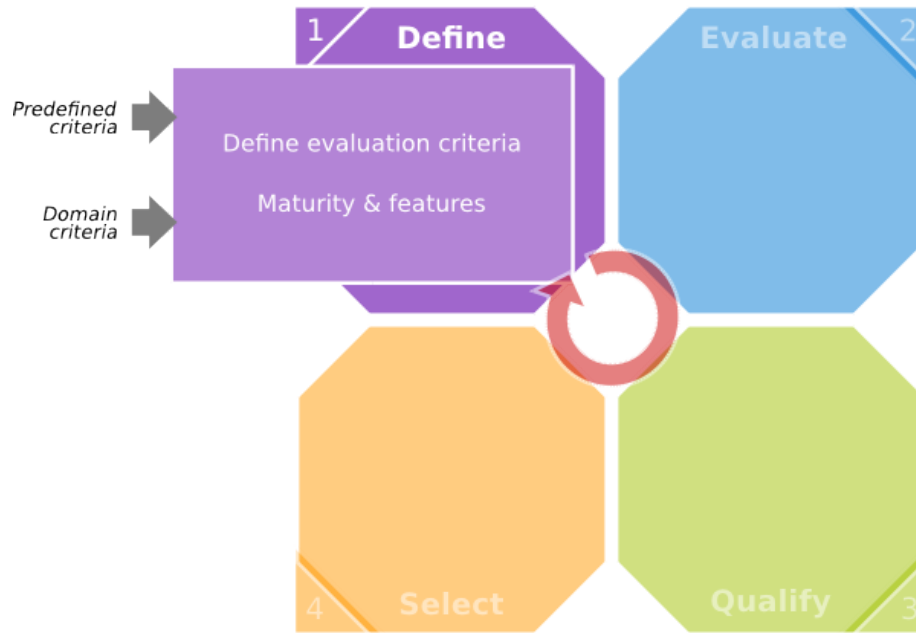 1
Define
Evaluate
2
Predefined
criteria
Define evaluation criteria
Maturity & features
Domain
criteria
4
Select
Qualify
3